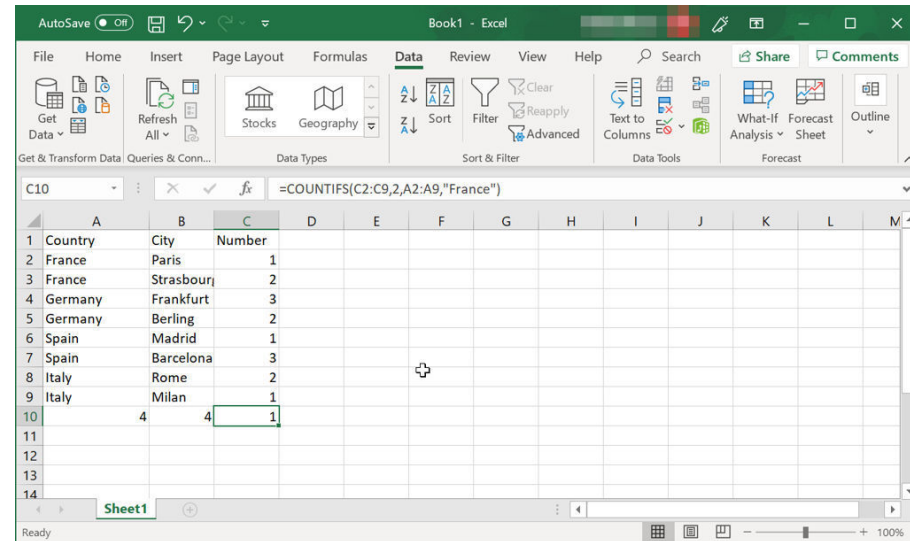 AutoSave Off Book1 - Excel
File Home Insert Page Layout Formulas Data Review View Help Search Share Comments
Get Data
Refresh All
Stocks Geography
Sort Filter Clear Reapply Advanced
Text to Columns
What-If Analysis Forecast Sheet
Outline
Get & Transform Data Queries & Conn... Data Types Sort & Filter Data Tools Forecast
C10 fx =COUNTIFS(C2:C9,2,A2:A9,"France")
A B C D E F G H I J K L M
1 Country City Number
2 France Paris 1
3 France Strasbourg 2
4 Germany Frankfurt 3
5 Germany Berling 2
6 Spain Madrid 1
7 Spain Barcelona 3
8 Italy Rome 2
9 Italy Milan 1
10 4 4 1
11
12
13
14
Sheet1
Ready 100%